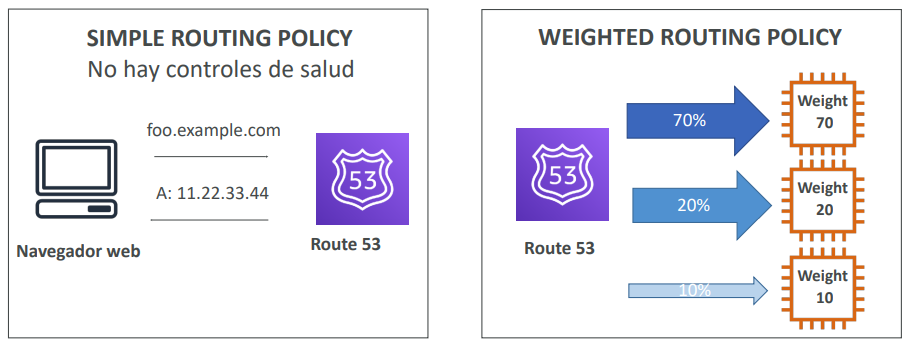 SIMPLE ROUTING POLICY
No hay controles de salud
foo.example.com
A: 11.22.33.44
53
Navegador web
Route 53
WEIGHTED ROUTING POLICY
53
Route 53
70%
20%
10%
Weight
70
Weight
20
Weight
10